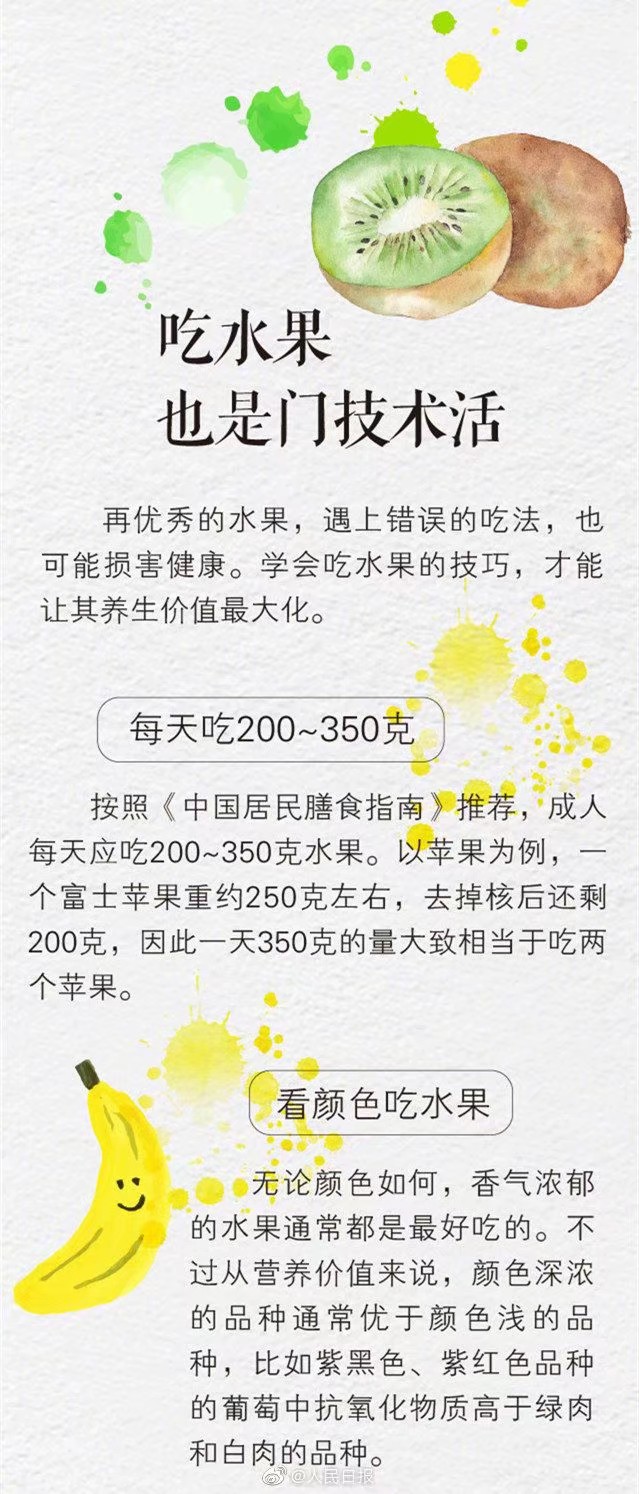 吃水果
也是门技术活
再优秀的水果，遇上错误的吃法，也
可能损害健康。学会吃水果的技巧，才能
让其养生价值最大化。
每天吃200~350克
按照《中国居民膳食指南》推荐，成人
每天应吃200~350克水果。以苹果为例，一
个富士苹果重约250克左右，去掉核后还剩
200克，因此一天350克的量大致相当于吃两
个苹果。
看颜色吃水果
无论颜色如何，香气浓郁
的水果通常都是最好吃的。不
过从营养价值来说，颜色深浓
的品种通常优于颜色浅的品
种，比如紫黑色、紫红色品种
的葡萄中抗氧化物质高于绿肉
和白肉的品种。
@人民日报